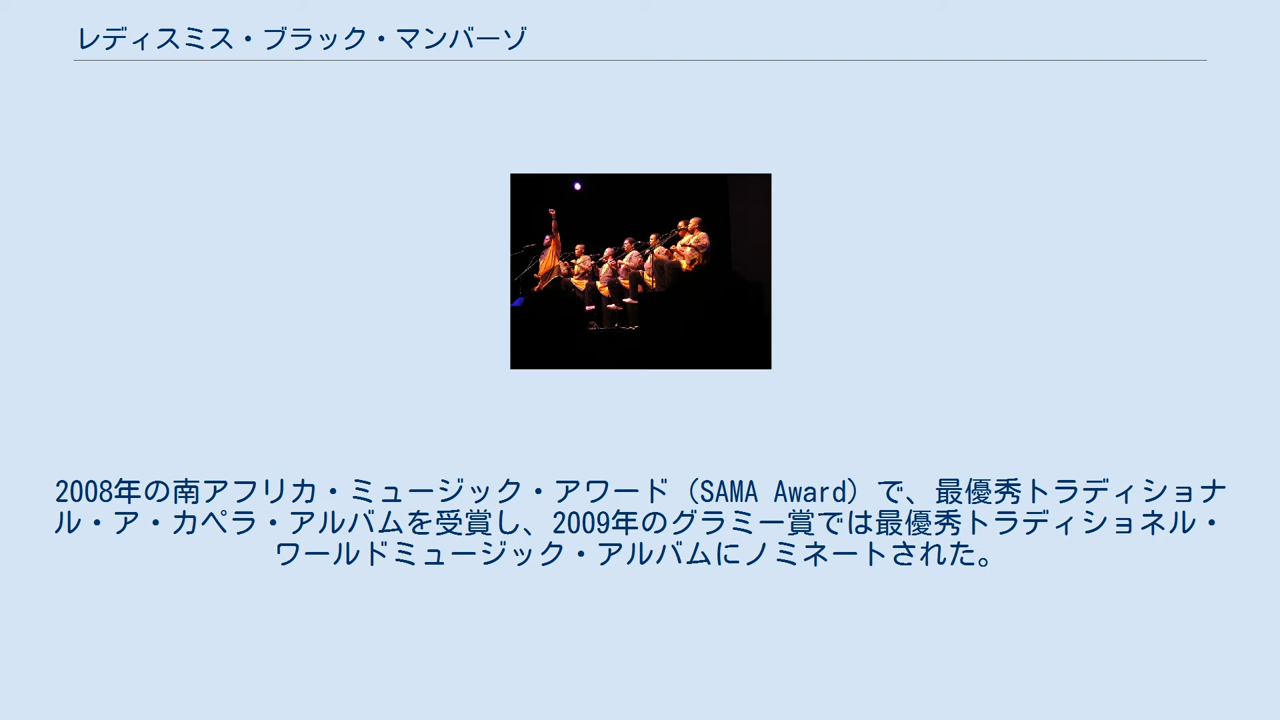 レディスミス・ブラック・マンバーゾ
2008年の南アフリカ・ミュージック・アワード（SAMA Award）で、最優秀トラディショナ
ル・ア・カペラ・アルバムを受賞し、2009年のグラミー賞では最優秀トラディショネル・
ワールドミュージック・アルバムにノミネートされた。